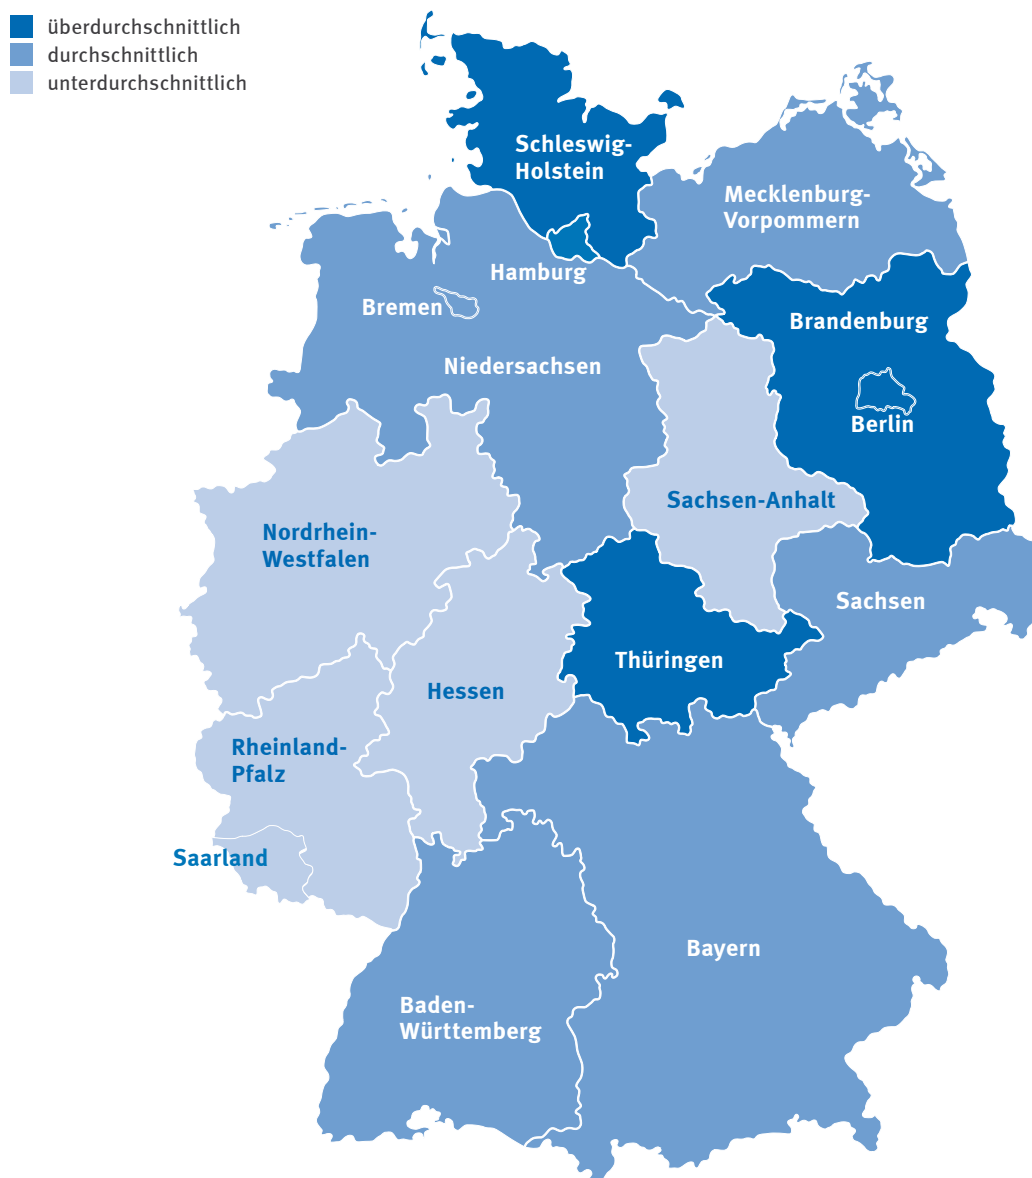 überdurchschnittlich
durchschnittlich
unterdurchschnittlich
Schleswig-
Holstein
Mecklenburg-
Vorpommern
Hamburg
Bremen
Brandenburg
Niedersachsen
Berlin
Sachsen-Anhalt
Nordrhein-
Westfalen
Sachsen
Thüringen
Hessen
Rheinland-
Pfalz
Saarland
Bayern
Baden-
Württemberg